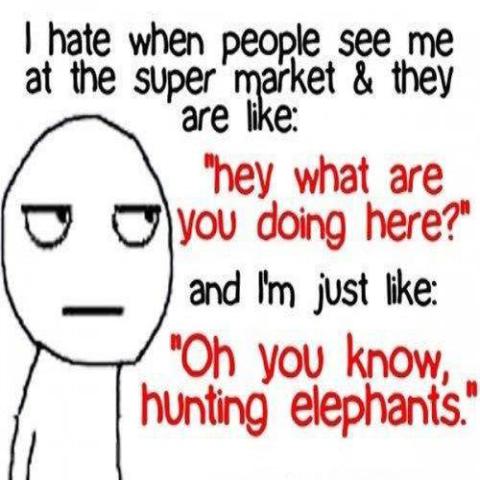 I hate when people see me
at the super market & they
are like:
"hey what are
you doing here?"
and I'm just like:
"Oh you know,
hunting elephants."